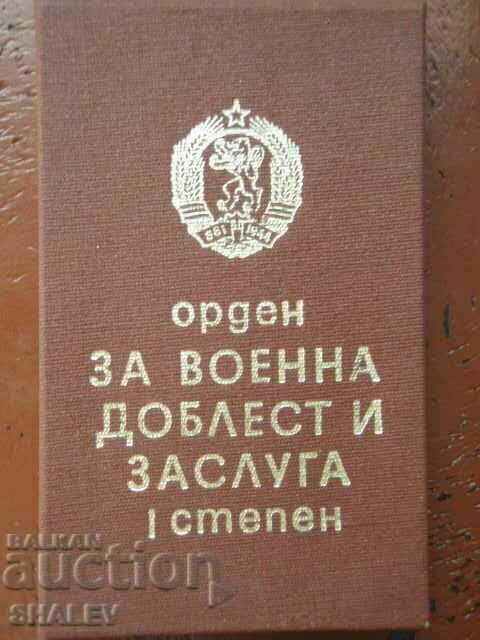 681 1944
орден
ЗА ВОЕННА
ДОБЛЕСТ И
ЗАСЛУГА
I степен
BALKAN
auction
SHALEV